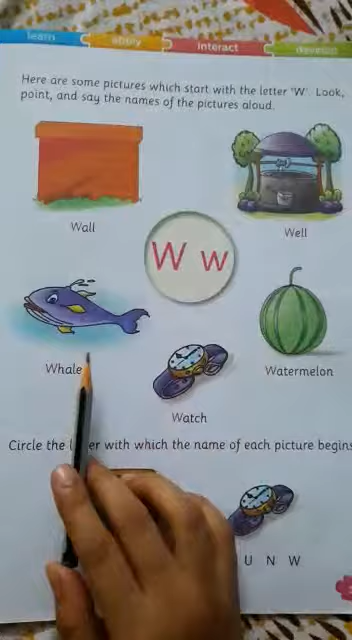 learn apply interact develop
Here are some pictures which start with the letter 'W'. Look,
point, and say the names of the pictures aloud.
Wall
Well
W w
Whale
Watermelon
Watch
Circle the with which the name of each picture begins
U N W